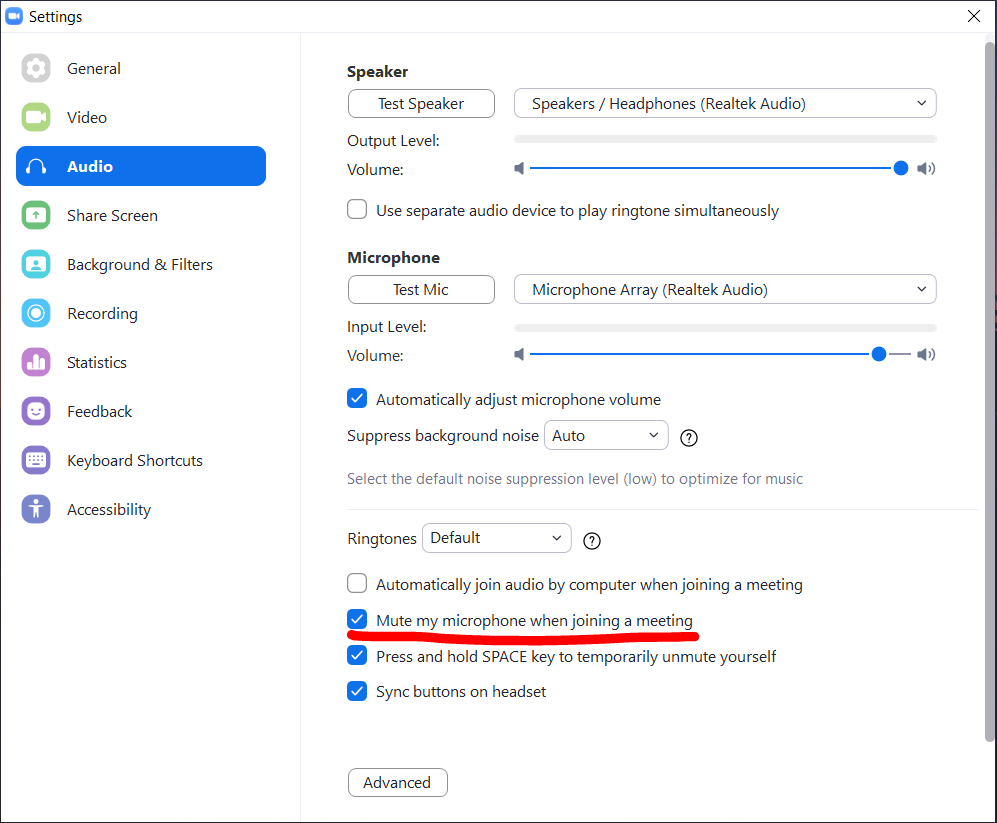 Settings
General
Video
Audio
Share Screen
Background & Filters
Recording
Statistics
Feedback
Keyboard Shortcuts
Accessibility
Speaker
Test Speaker
Speakers / Headphones (Realtek Audio)
Output Level:
Volume:
Use separate audio device to play ringtone simultaneously
Microphone
Test Mic
Microphone Array (Realtek Audio)
Input Level:
Volume:
Automatically adjust microphone volume
Suppress background noise Auto
Select the default noise suppression level (low) to optimize for music
Ringtones Default
Automatically join audio by computer when joining a meeting
Mute my microphone when joining a meeting
Press and hold SPACE key to temporarily unmute yourself
Sync buttons on headset
Advanced